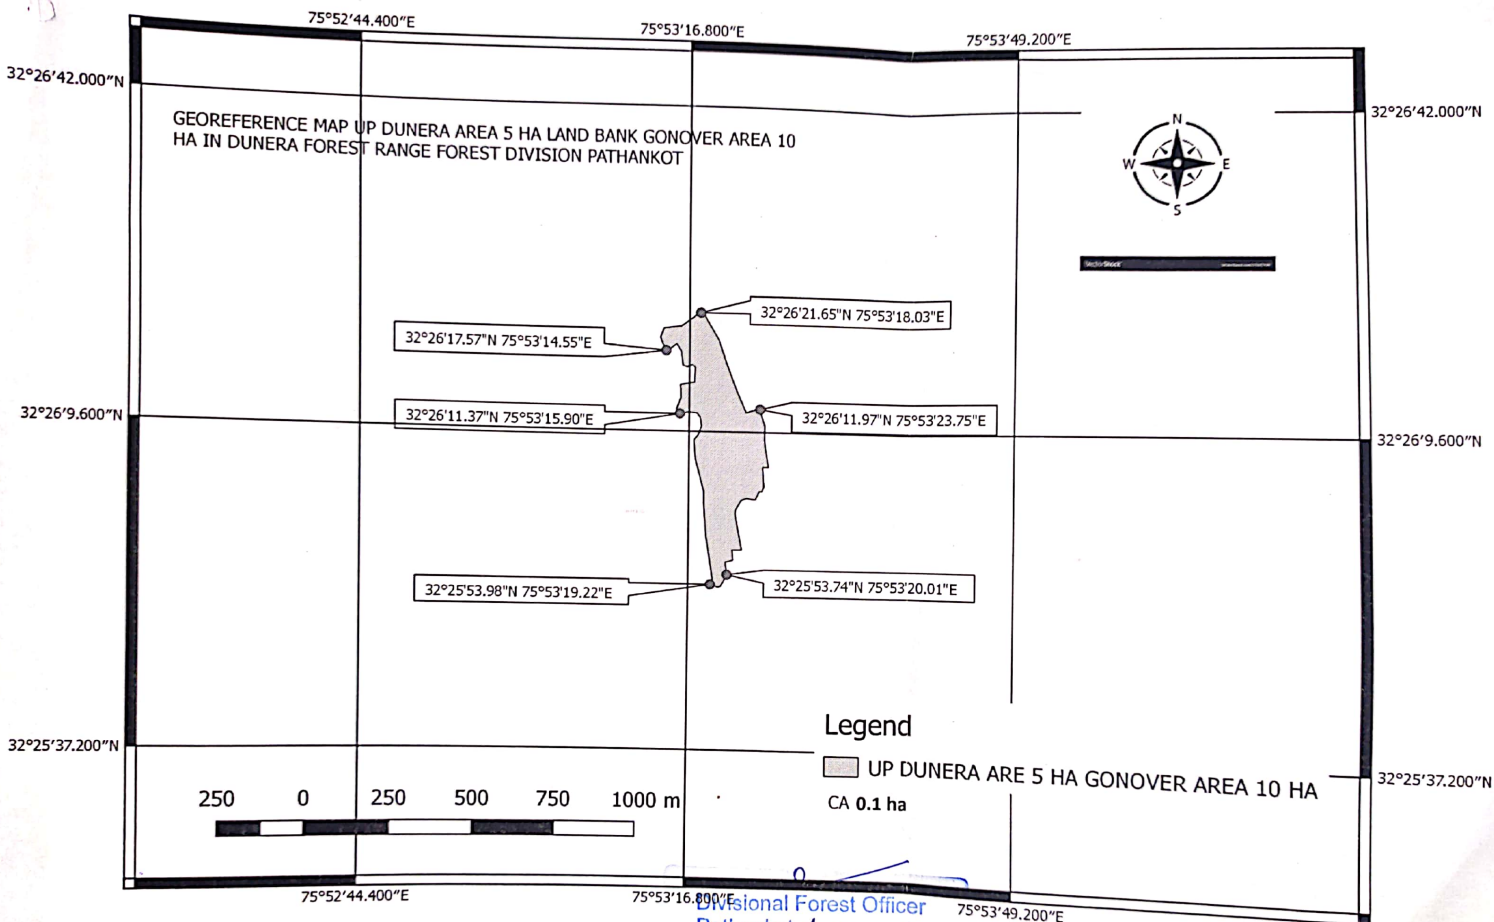 75°52'44.400"E
75°53'16.800"E
75°53'49.200"E
32°26'42.000"N
32°26'42.000"N
GEOREFERENCE MAP UP DUNERA AREA 5 HA LAND BANK GONOVER AREA 10
HA IN DUNERA FOREST RANGE FOREST DIVISION PATHANKOT
N
W
E
S
VectorStock
32°26'21.65"N 75°53'18.03"E
32°26'17.57"N 75°53'14.55"E
32°26'11.37"N 75°53'15.90"E
32°26'11.97"N 75°53'23.75"E
32°26'9.600"N
32°26'9.600"N
32°25'53.98"N 75°53'19.22"E
32°25'53.74"N 75°53'20.01"E
Legend
UP DUNERA ARE 5 HA GONOVER AREA 10 HA
CA 0.1 ha
32°25'37.200"N
32°25'37.200"N
250 0 250 500 750 1000 m
75°52'44.400"E
75°53'16.800"E
75°53'49.200"E
Divisional Forest Officer